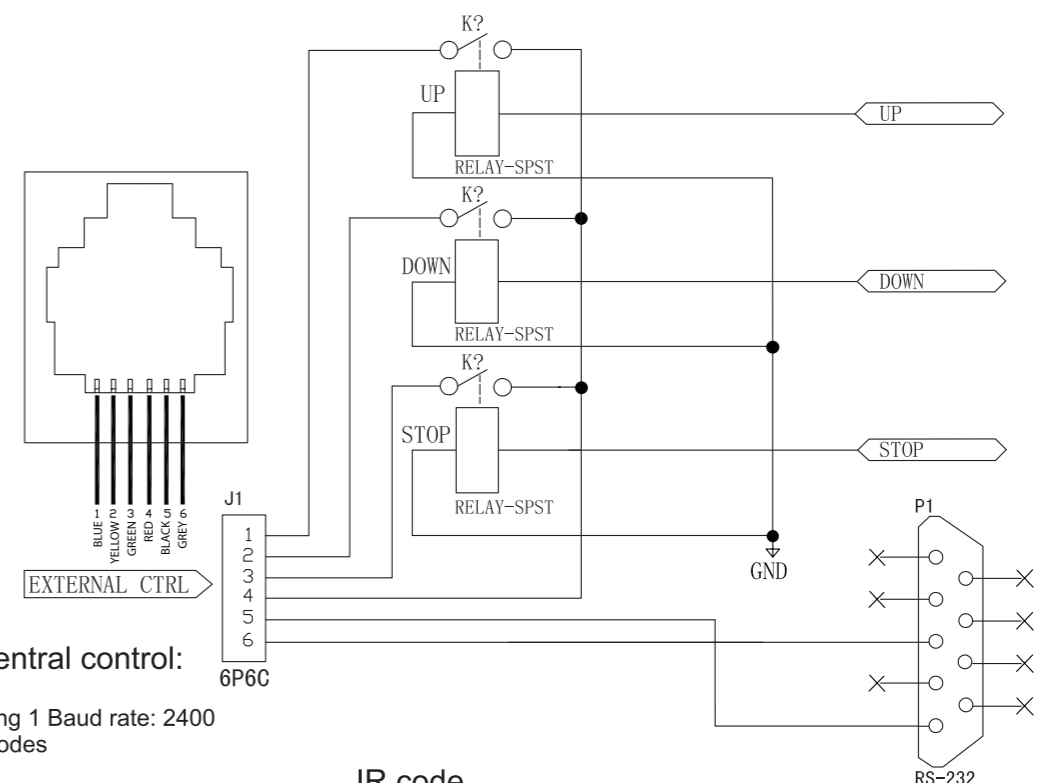 K?
UP
UP
RELAY-SPST
K?
DOWN
DOWN
RELAY-SPST
K?
STOP
STOP
RELAY-SPST
1 2 3 4 5 6
BLUE
YELLOW
GREEN
RED
BLACK
GREY
EXTERNAL CTRL
J1
1
2
3
4
5
6
6P6C
GND
P1
RS-232
entral control:
ng 1 Baud rate: 2400
odes
IR code